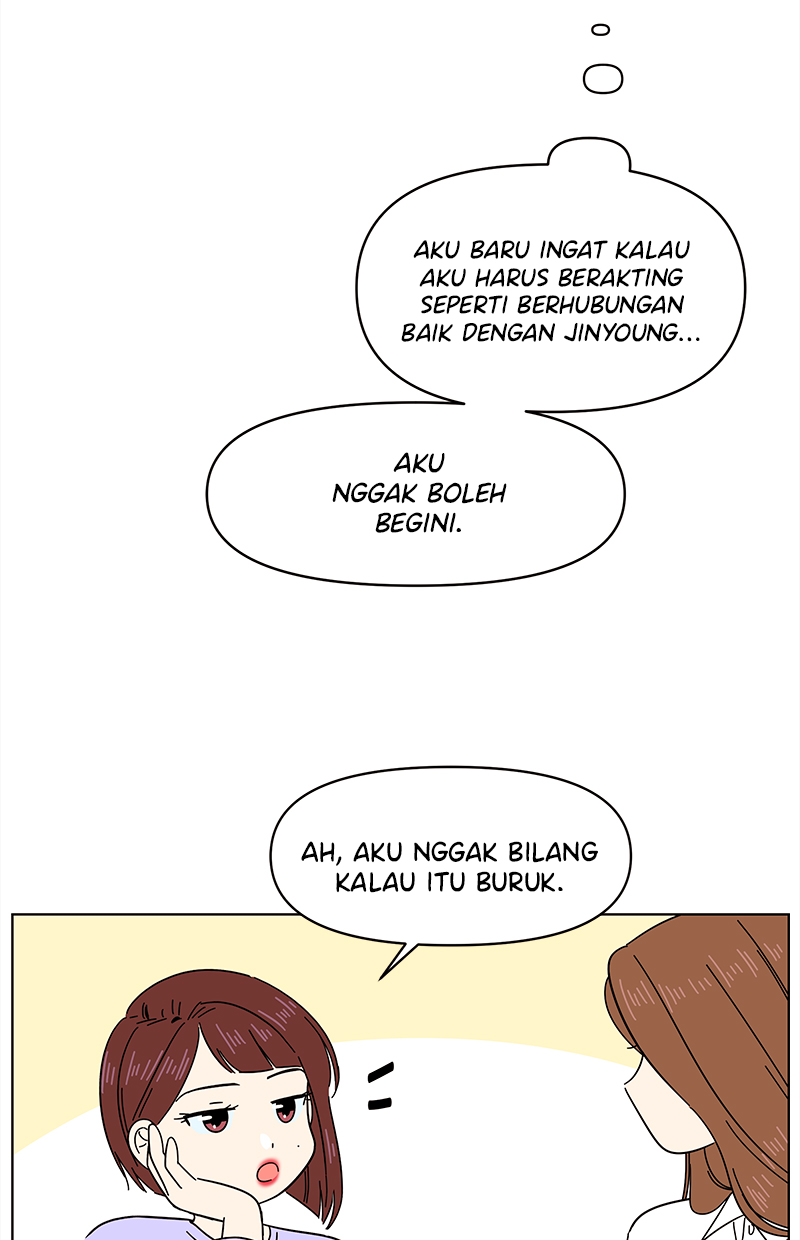 AKU BARU INGAT KALAU
AKU HARUS BERAKTING
SEPERTI BERHUBUNGAN
BAIK DENGAN JINYOUNG...
AKU
NGGAK BOLEH
BEGINI.
AH, AKU NGGAK BILANG
KALAU ITU BURUK.